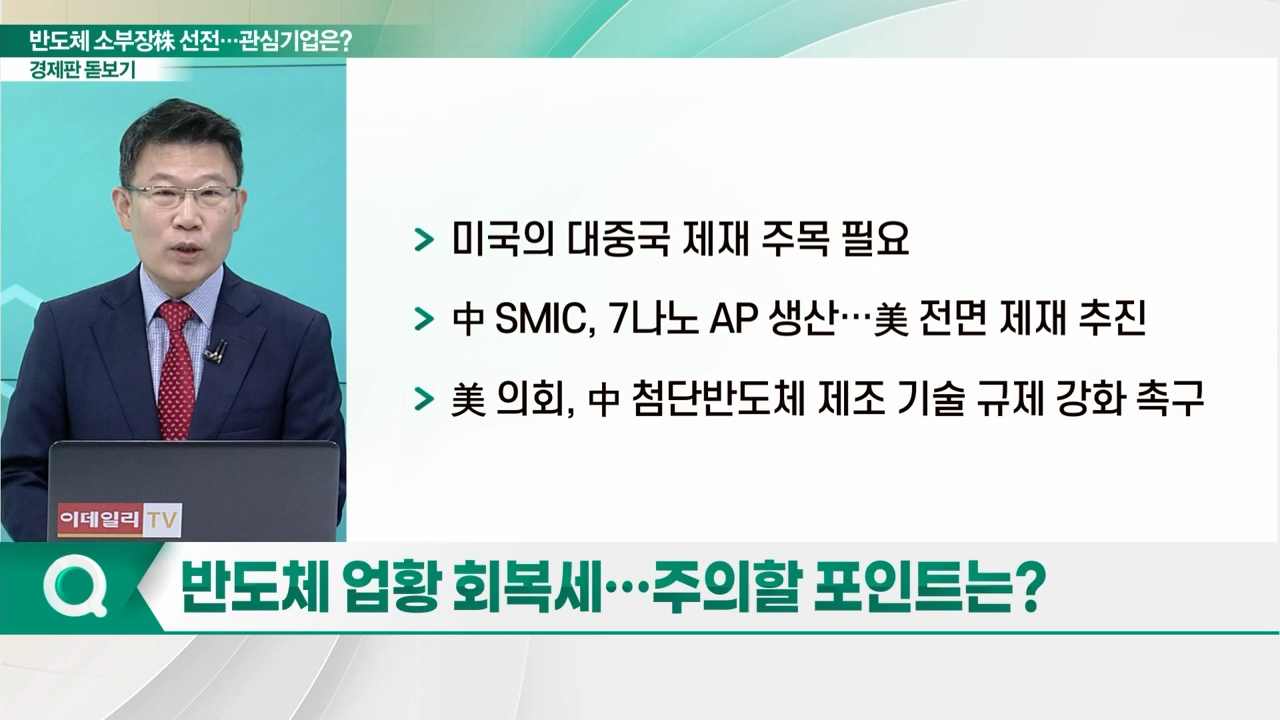 반도체 소부장株 선전…관심기업은?
경제판 돋보기
> 미국의 대중국 제재 주목 필요
> 中 SMIC, 7나노 AP 생산…美 전면 제재 추진
> 美 의회, 中 첨단반도체 제조 기술 규제 강화 촉구
이데일리 TV
Q 반도체 업황 회복세…주의할 포인트는?